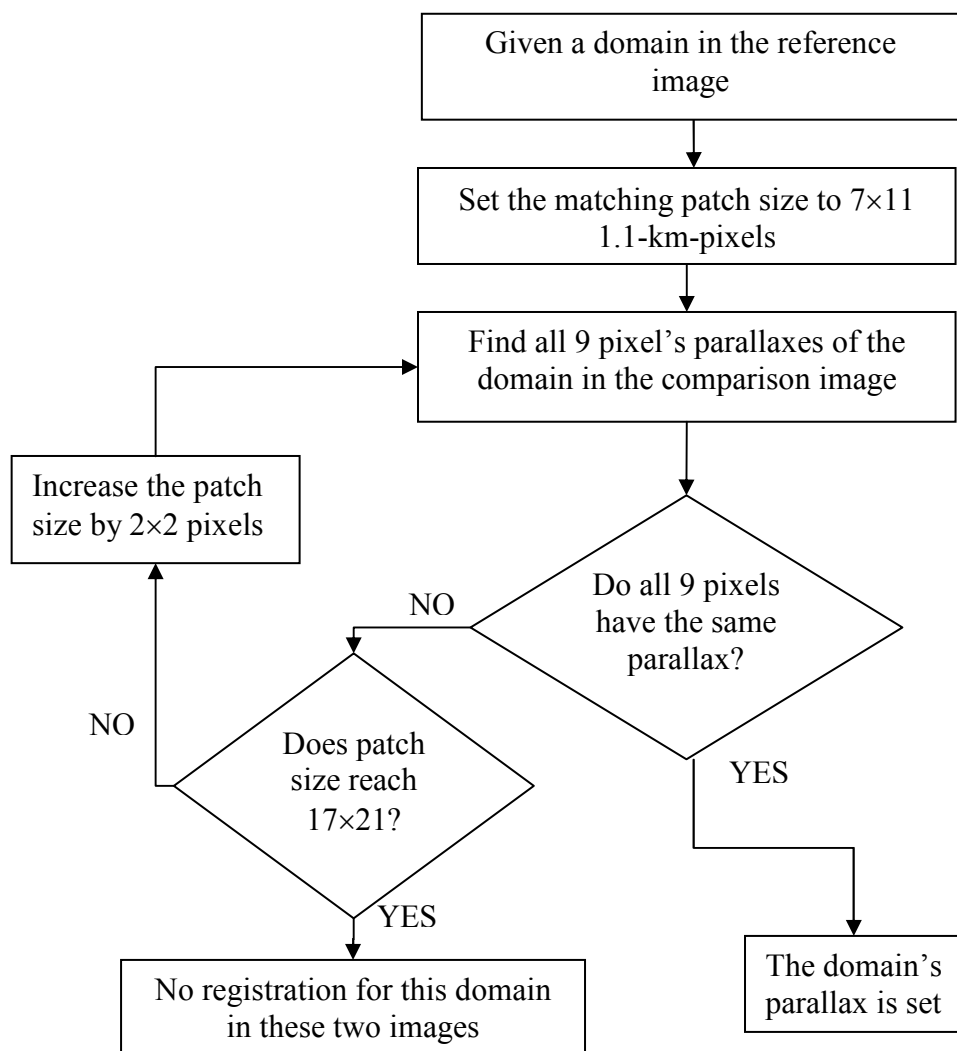 Given a domain in the reference
image
Set the matching patch size to 7×11
1.1-km-pixels
Find all 9 pixel’s parallaxes of the
domain in the comparison image
Increase the patch
size by 2×2 pixels
Do all 9 pixels
have the same
parallax?
NO
NO
Does patch
size reach
17×21?
YES
YES
No registration for this domain
in these two images
The domain’s
parallax is set